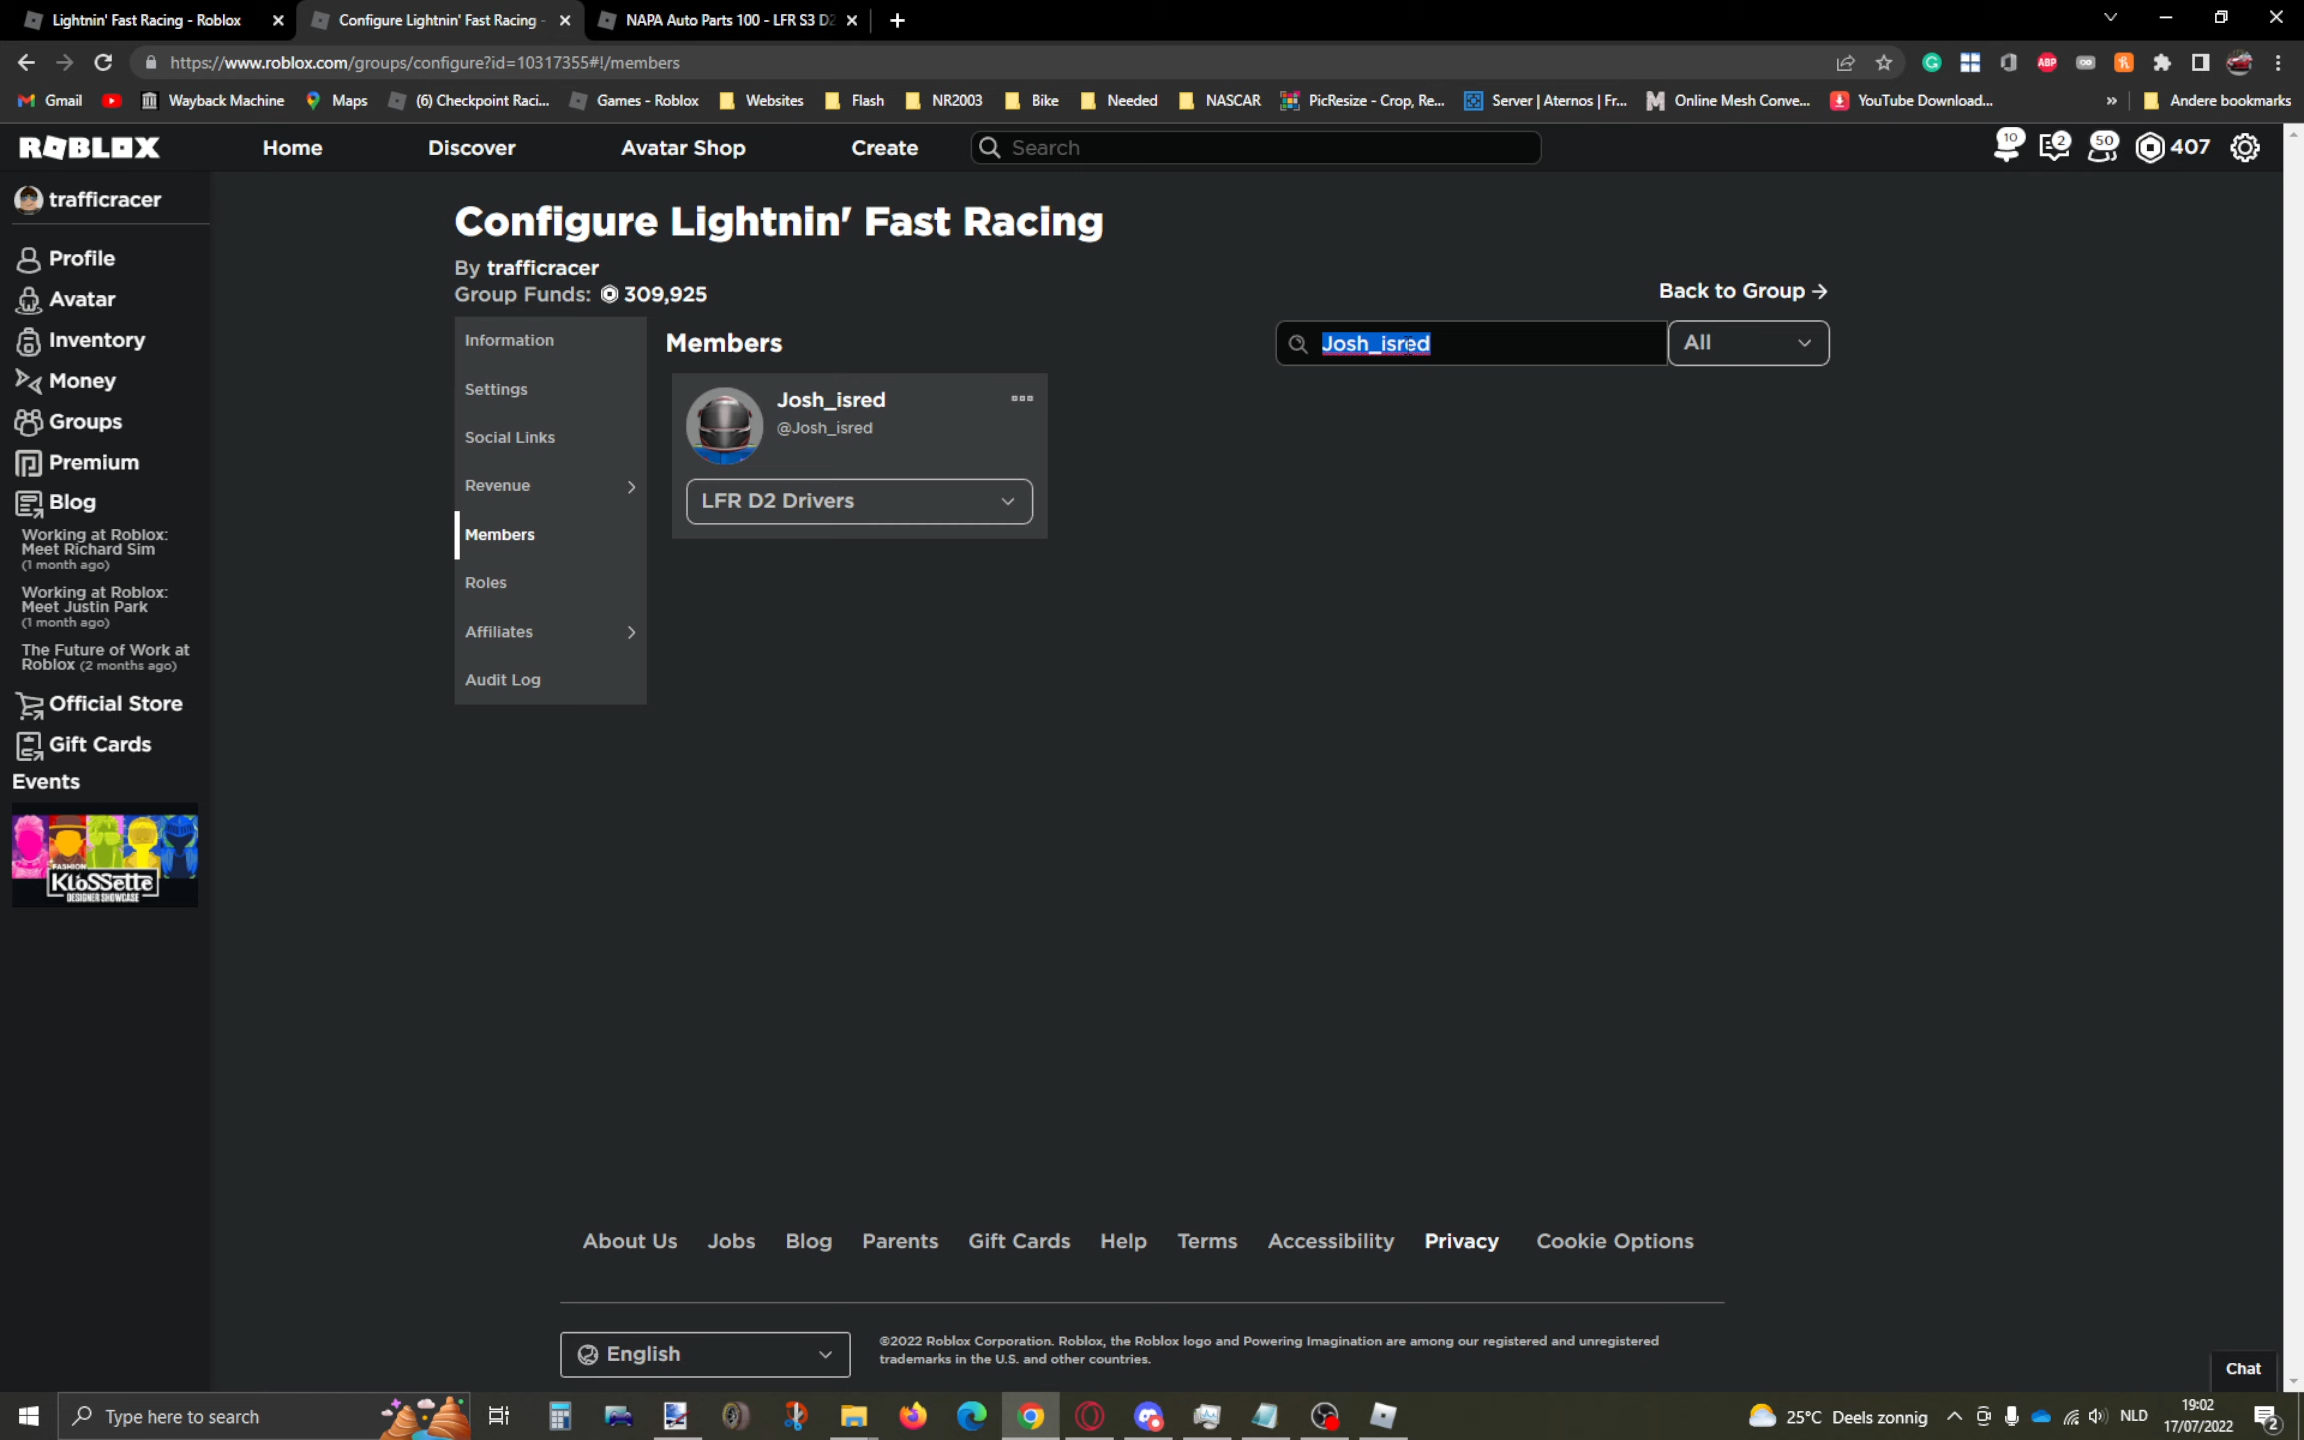 Lightnin' Fast Racing - Roblox
Configure Lightnin' Fast Racing -
NAPA Auto Parts 100 - LFR S3 D2
https://www.roblox.com/groups/configure?id=10317355#!/members
ABP
Gmail
Wayback Machine
Maps
(6) Checkpoint Raci...
Games - Roblox
Websites
Flash
NR2003
Bike
Needed
NASCAR
PicResize - Crop, Re...
Server | Aternos | Fr...
Online Mesh Conve...
YouTube Download...
»
Andere bookmarks
ROBLOX
Home
Discover
Avatar Shop
Create
Search
10
2
50
407
trafficracer
Profile
Avatar
Inventory
Money
Groups
Premium
Blog
Working at Roblox:
Meet Richard Sim
(1 month ago)
Working at Roblox:
Meet Justin Park
(1 month ago)
The Future of Work at
Roblox (2 months ago)
Official Store
Gift Cards
Events
FASHION
KloSSette
DESIGNER SHOWCASE
Configure Lightnin' Fast Racing
By trafficracer
Group Funds: 309,925
Back to Group
Information
Settings
Social Links
Revenue
Members
Roles
Affiliates
Audit Log
Members
Josh_isred
All
Josh_isred
@Josh_isred
LFR D2 Drivers
About Us
Jobs
Blog
Parents
Gift Cards
Help
Terms
Accessibility
Privacy
Cookie Options
English
©2022 Roblox Corporation. Roblox, the Roblox logo and Powering Imagination are among our registered and unregistered
trademarks in the U.S. and other countries.
Chat
Type here to search
25°C Deels zonnig
NLD
19:02
17/07/2022
2